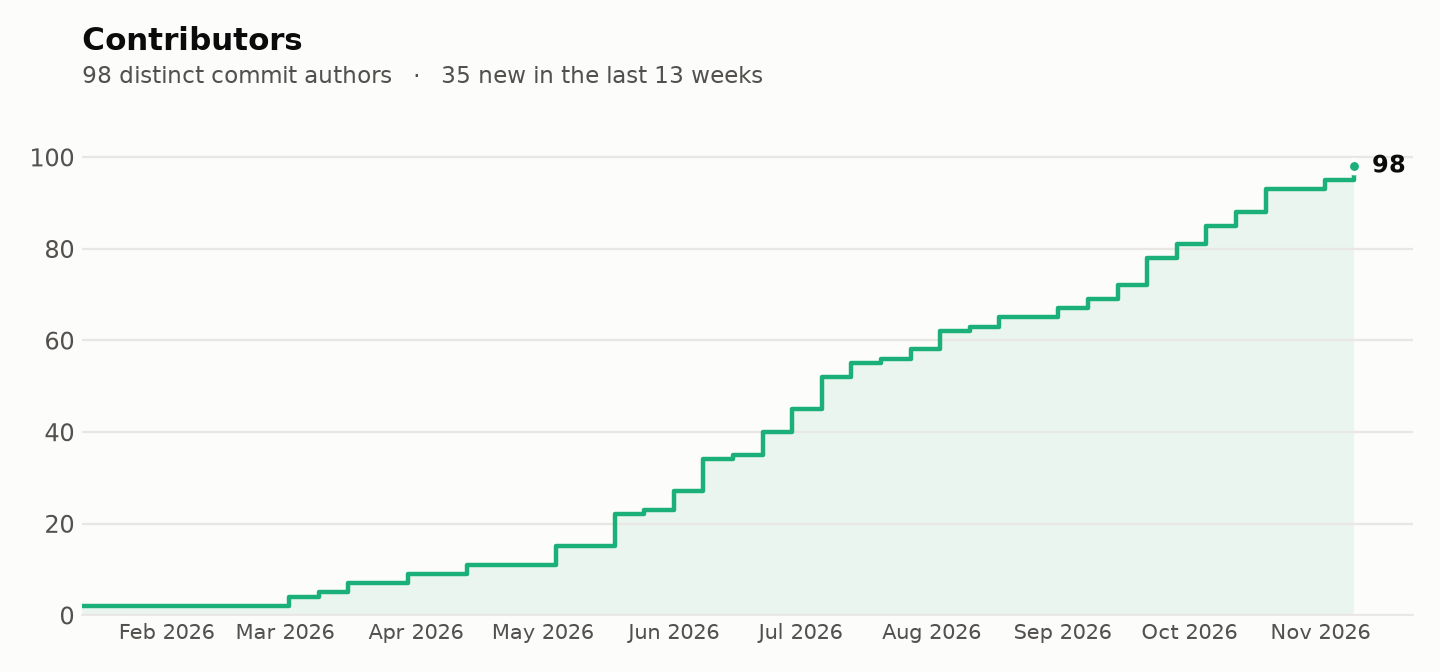 Contributors
98 distinct commit authors · 35 new in the last 13 weeks
100
98
80
60
40
20
0
Feb 2026 Mar 2026 Apr 2026 May 2026 Jun 2026 Jul 2026 Aug 2026 Sep 2026 Oct 2026 Nov 2026